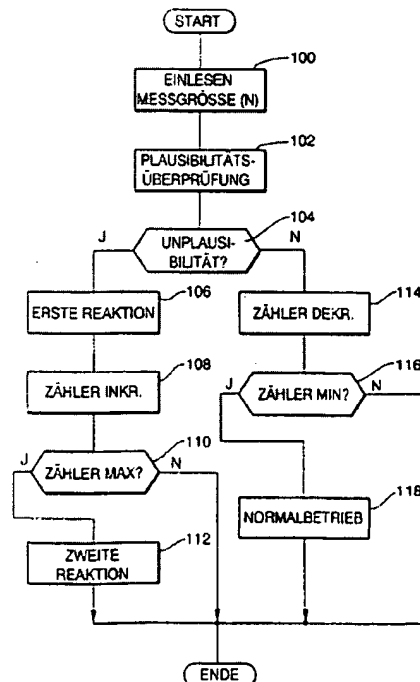 START
100
EINLESEN
MESSGRÖSSE (N)
102
PLAUSIBILITÄTS-
ÜBERPRÜFUNG
104
J
UNPLAUSI-
BILITÄT?
N
106
ERSTE REAKTION
114
ZÄHLER DEKR.
108
ZÄHLER INKR.
116
J
ZÄHLER MIN?
N
110
J
ZÄHLER MAX?
N
118
NORMALBETRIEB
112
ZWEITE
REAKTION
ENDE